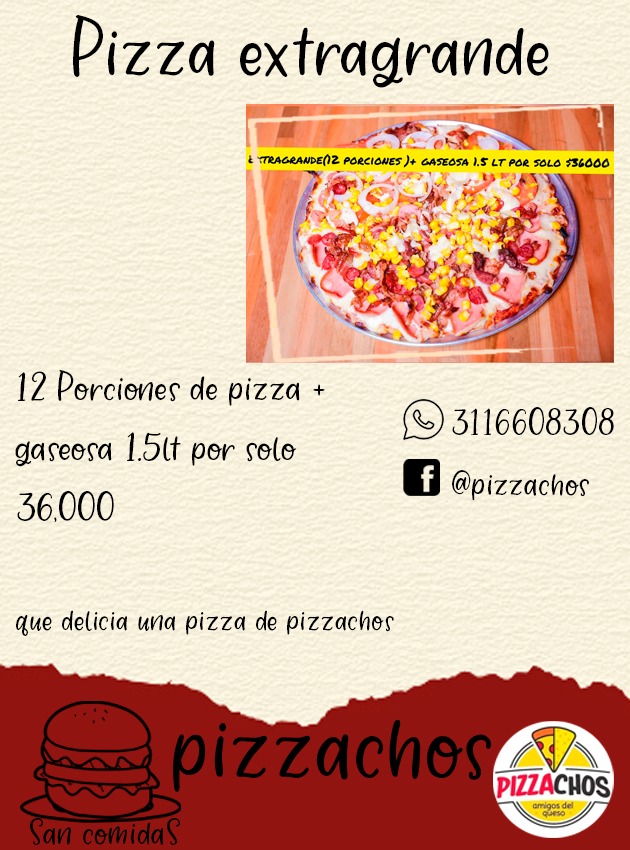 Pizza extragrande
EXTRAGRANDE(12 PORCIONES )+ GASEOSA 1.5 LT POR SOLO $36000
12 Porciones de pizza +
gaseosa 1.5lt por solo
36,000
3116608308
@pizzachos
que delicia una pizza de pizzachos
pizzachos
San comidaS
PIZZACHOS
amigos del
queso